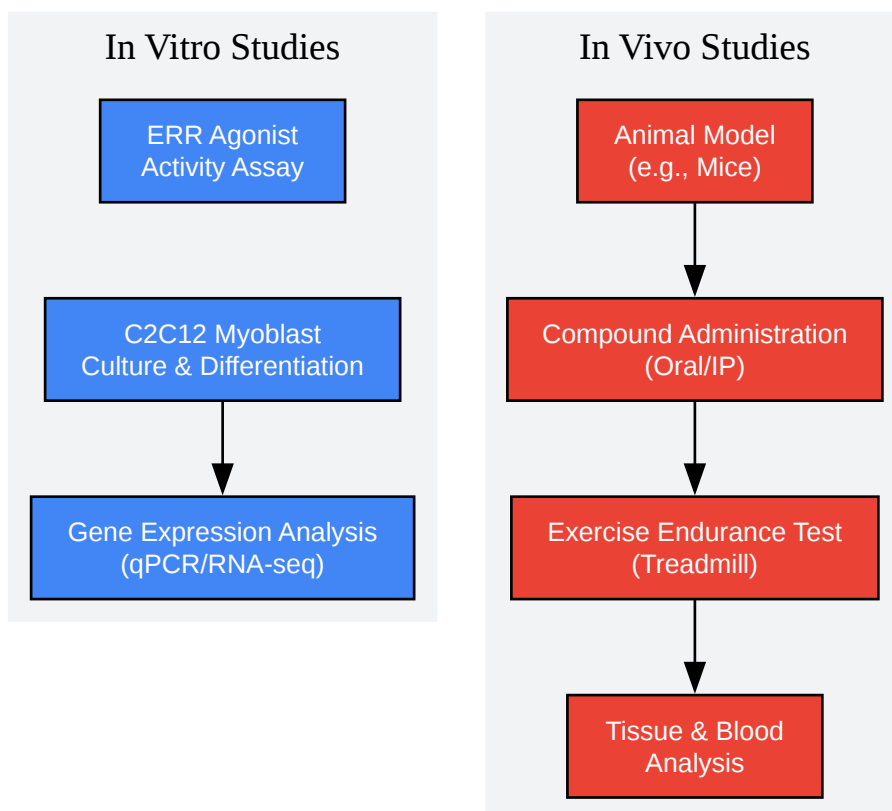 In Vitro Studies
ERR Agonist
Activity Assay
C2C12 Myoblast
Culture & Differentiation
Gene Expression Analysis
(qPCR/RNA-seq)
In Vivo Studies
Animal Model
(e.g., Mice)
Compound Administration
(Oral/IP)
Exercise Endurance Test
(Treadmill)
Tissue & Blood
Analysis